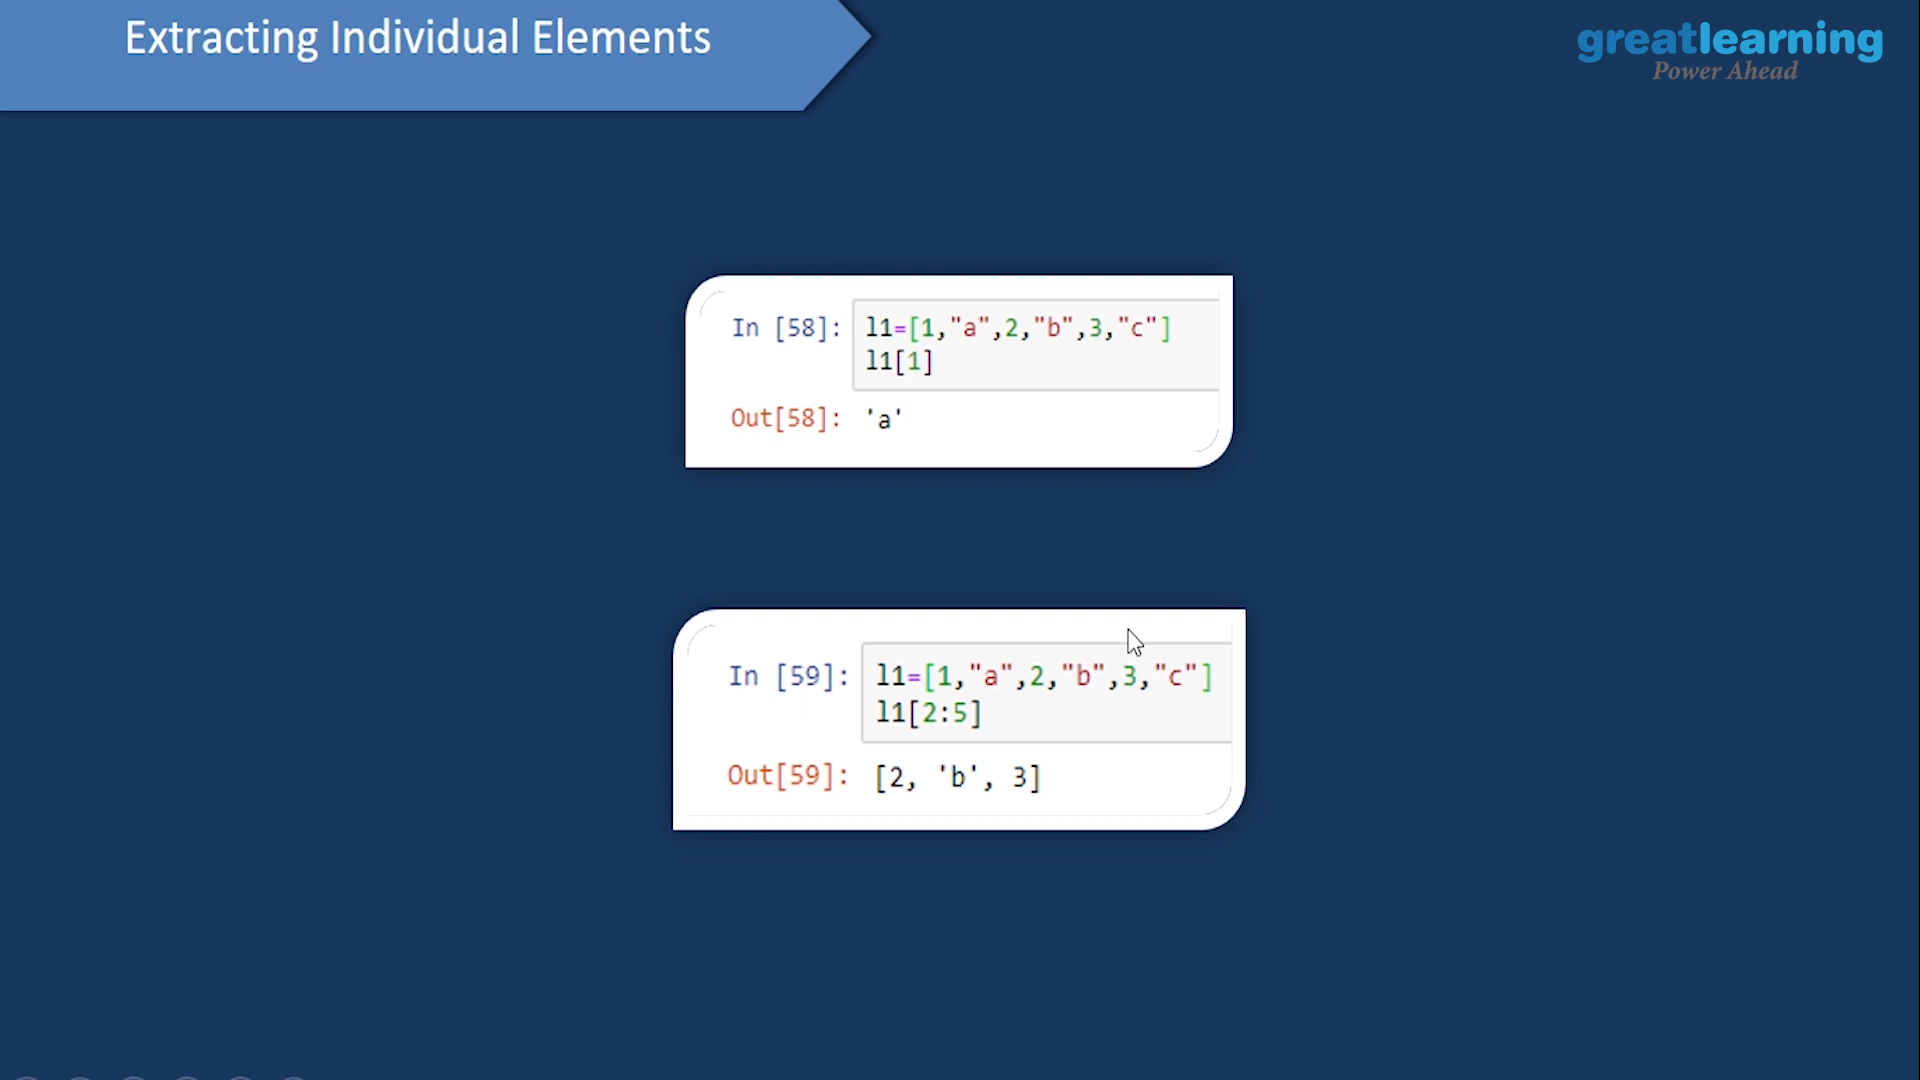 Extracting Individual Elements
greatlearning
Power Ahead
In [58]: l1=[1,"a",2,"b",3,"c"]
l1[1]
Out[58]: 'a'
In [59]: l1=[1,"a",2,"b",3,"c"]
l1[2:5]
Out[59]: [2, 'b', 3]